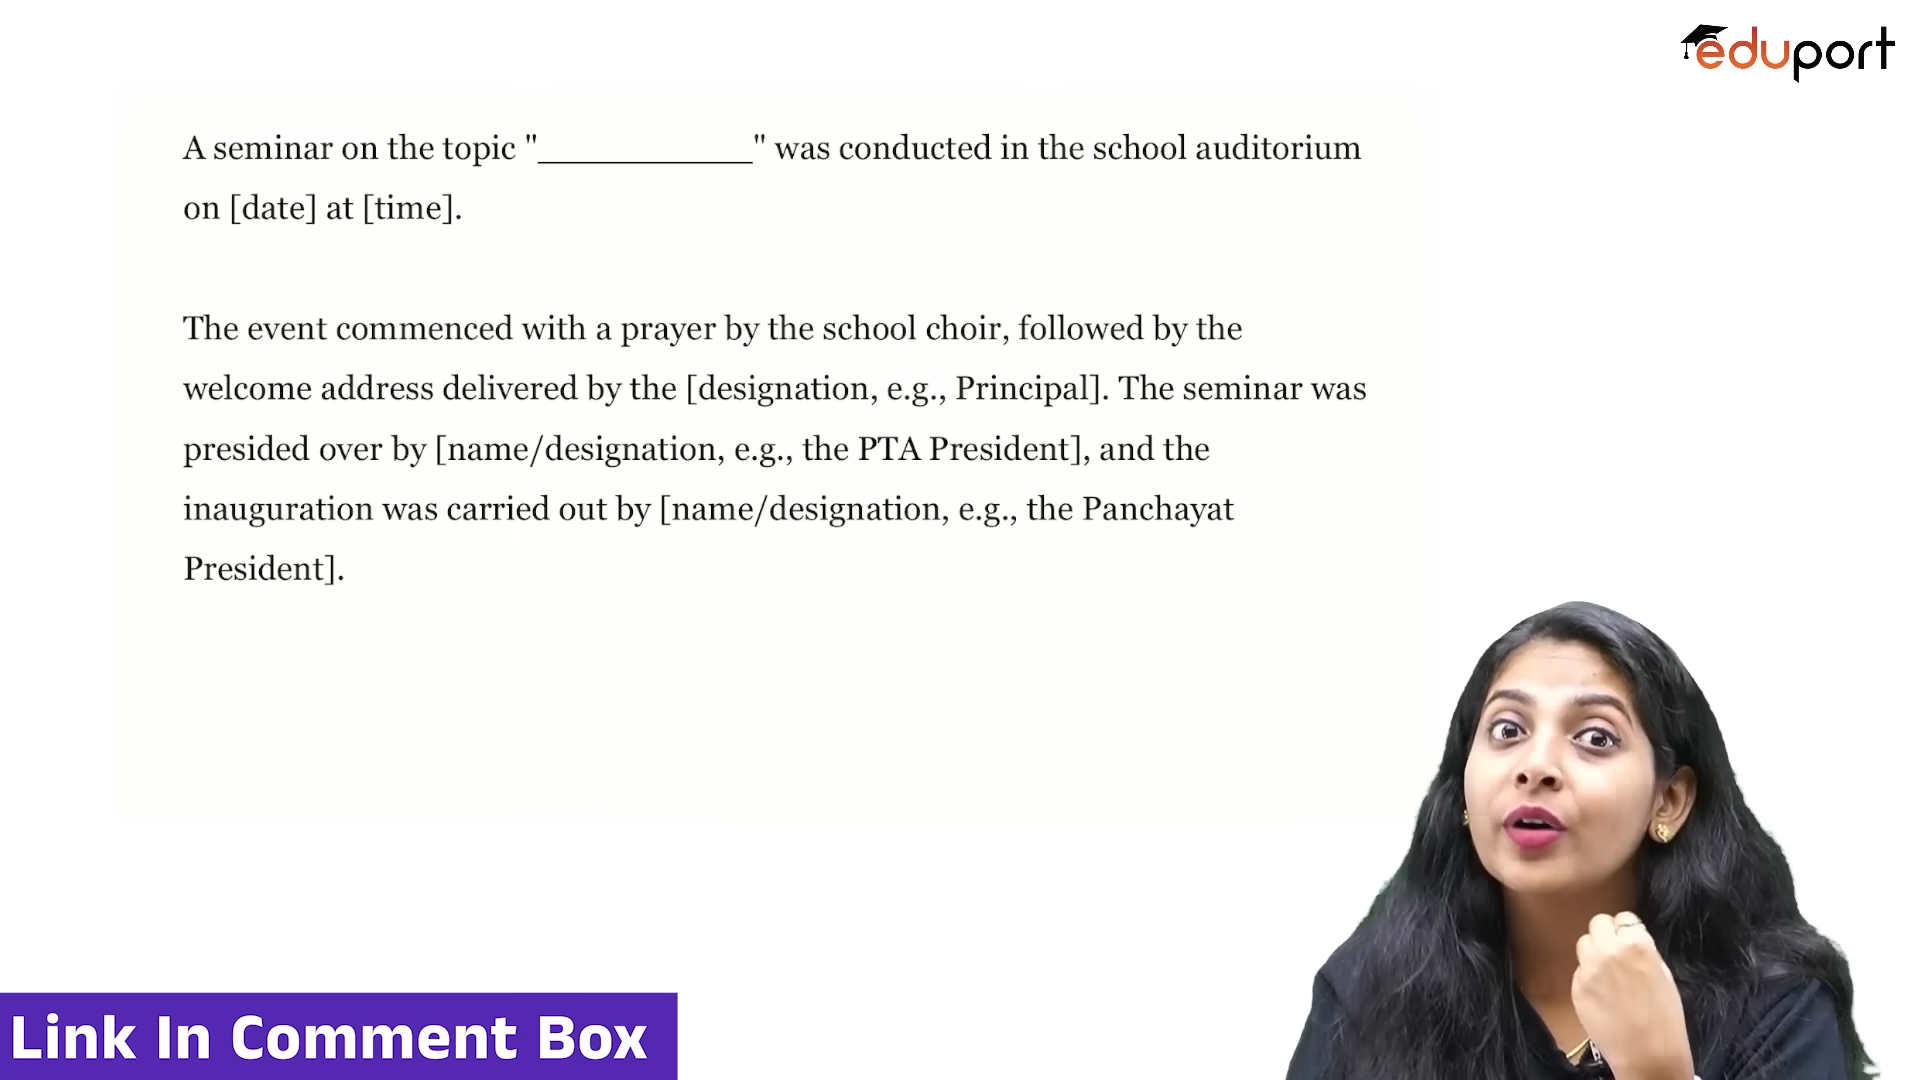 eduport
A seminar on the topic "____________" was conducted in the school auditorium
on [date] at [time].
The event commenced with a prayer by the school choir, followed by the
welcome address delivered by the [designation, e.g., Principal]. The seminar was
presided over by [name/designation, e.g., the PTA President], and the
inauguration was carried out by [name/designation, e.g., the Panchayat
President].
Link In Comment Box